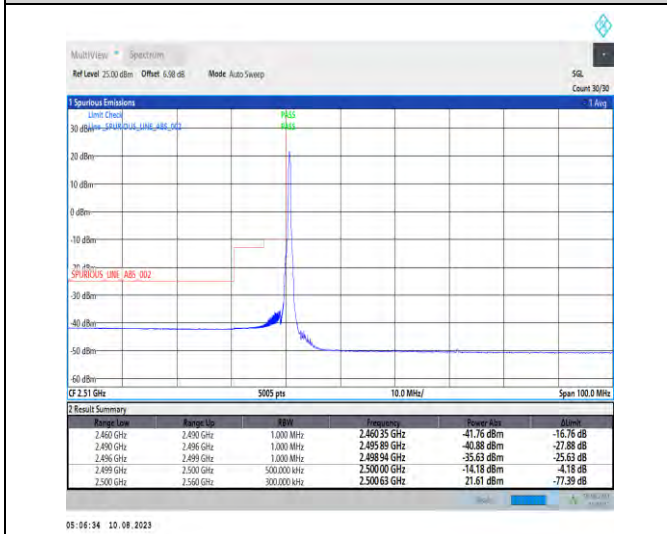 MultiView Spectrum
Ref Level 25.00 dBm Offset 6.98 dB Mode Auto Sweep SGL
Count 30/30
1 Spurious Emissions 1 Avg
Limit Check PASS
Line _SPURIOUS_LINE_ABS_002 PASS
30 dBm
20 dBm
10 dBm
0 dBm
-10 dBm
-20 dBm
SPURIOUS_LINE_ABS_002
-30 dBm
-40 dBm
-50 dBm
-60 dBm
CF 2.51 GHz 5005 pts 10.0 MHz/ Span 100.0 MHz
2 Result Summary
Range Low Range Up RBW Frequency Power Abs ΔLimit
2.460 GHz 2.490 GHz 1.000 MHz 2.460 35 GHz -41.76 dBm -16.76 dB
2.490 GHz 2.496 GHz 1.000 MHz 2.495 89 GHz -40.88 dBm -27.88 dB
2.496 GHz 2.499 GHz 1.000 MHz 2.498 94 GHz -35.63 dBm -25.63 dB
2.499 GHz 2.500 GHz 500.000 kHz 2.500 00 GHz -14.18 dBm -4.18 dB
2.500 GHz 2.560 GHz 300.000 kHz 2.500 63 GHz 21.61 dBm -77.39 dB
05:06:34 10.08.2023